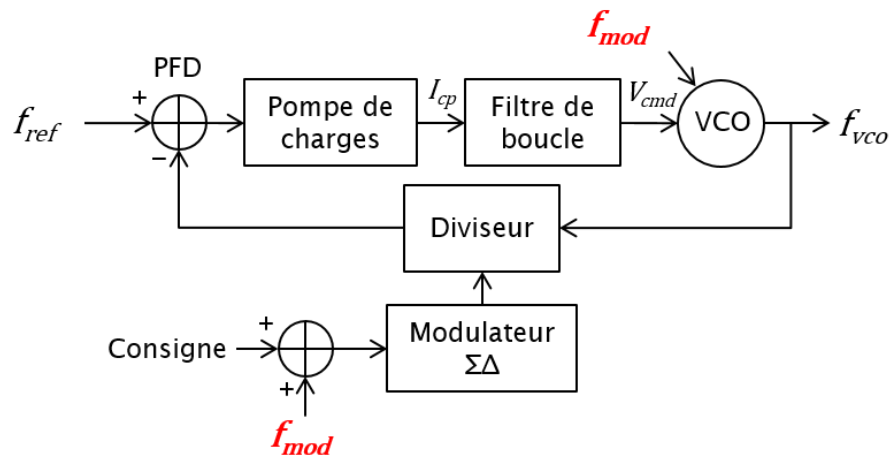 f_mod
PFD
+
f_ref
−
Pompe de
charges
I_cp
Filtre de
boucle
V_cmd
VCO
f_vco
Diviseur
Consigne
+
+
Modulateur
ΣΔ
f_mod